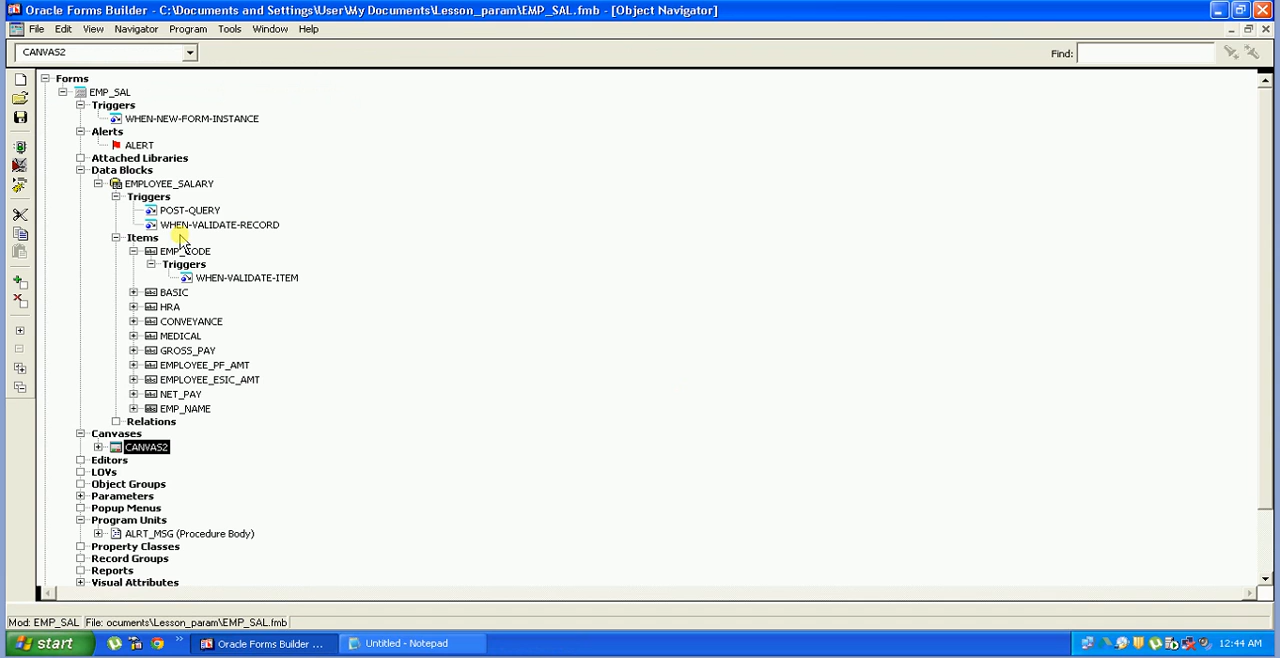 Oracle Forms Builder - C:\Documents and Settings\User\My Documents\Lesson_param\EMP_SAL.fmb - [Object Navigator]
File Edit View Navigator Program Tools Window Help
CANVAS2 Find:
Forms
EMP_SAL
Triggers
WHEN-NEW-FORM-INSTANCE
Alerts
ALERT
Attached Libraries
Data Blocks
EMPLOYEE_SALARY
Triggers
POST-QUERY
WHEN-VALIDATE-RECORD
Items
EMP_CODE
Triggers
WHEN-VALIDATE-ITEM
BASIC
HRA
CONVEYANCE
MEDICAL
GROSS_PAY
EMPLOYEE_PF_AMT
EMPLOYEE_ESIC_AMT
NET_PAY
EMP_NAME
Relations
Canvases
CANVAS2
Editors
LOVs
Object Groups
Parameters
Popup Menus
Program Units
ALRT_MSG (Procedure Body)
Property Classes
Record Groups
Reports
Visual Attributes
Mod: EMP_SAL File: ocuments\Lesson_param\EMP_SAL.fmb
start Oracle Forms Builder ... Untitled - Notepad 12:44 AM